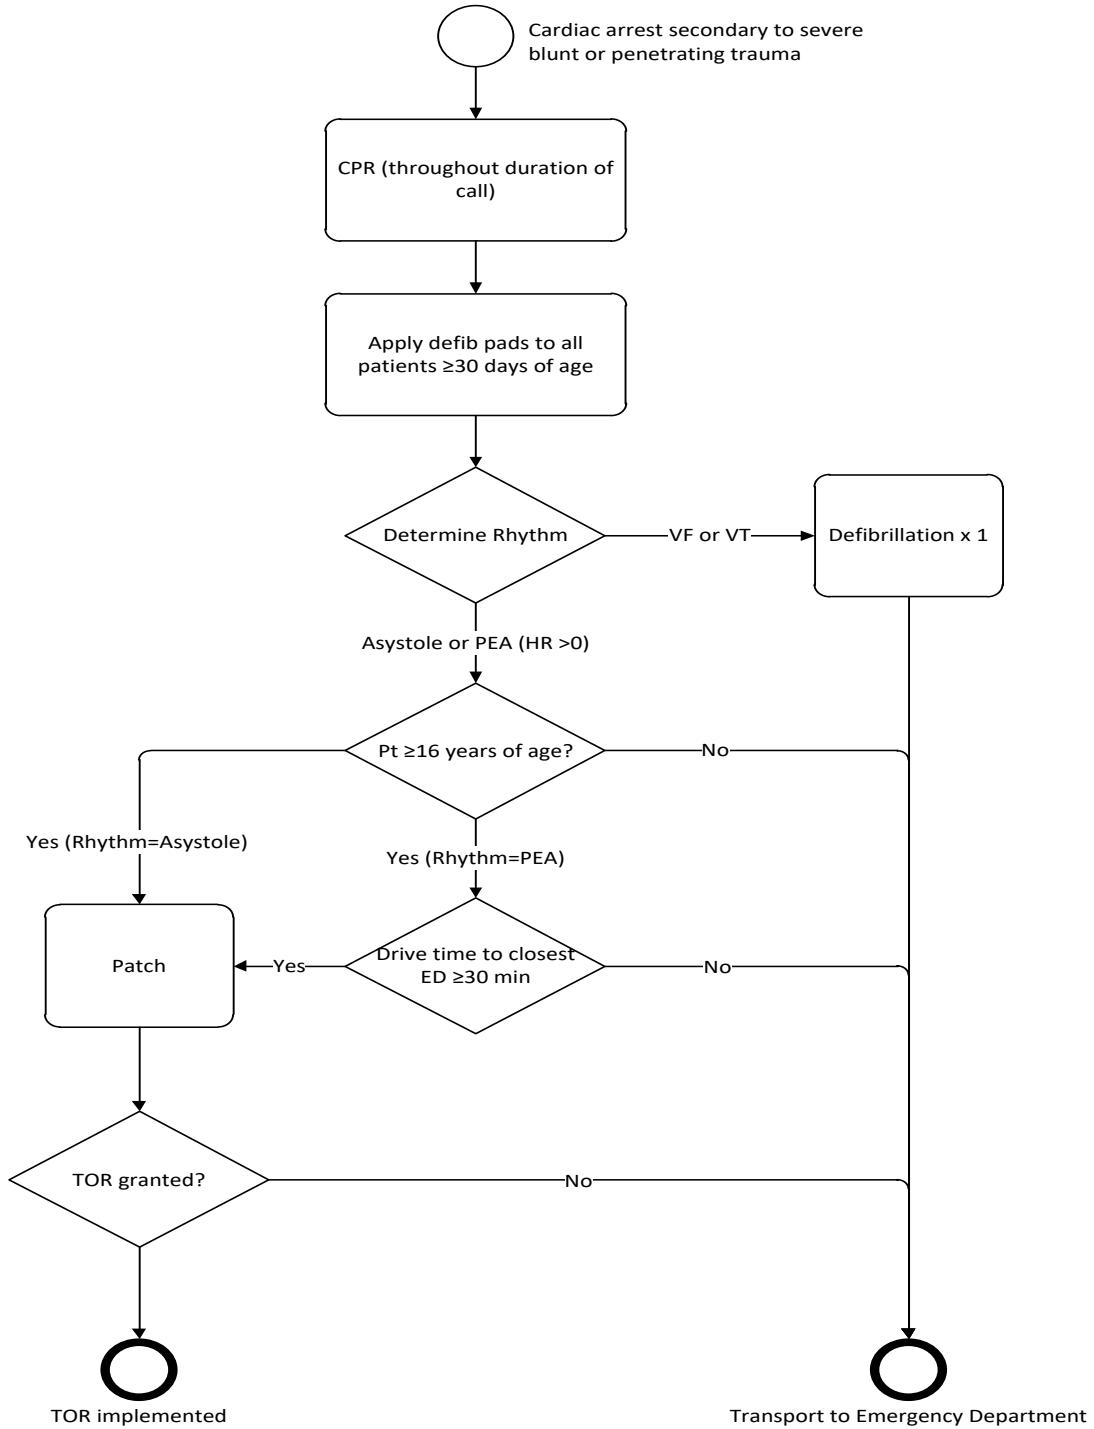 Cardiac arrest secondary to severe
blunt or penetrating trauma
CPR (throughout duration of
call)
Apply defib pads to all
patients ≥30 days of age
Determine Rhythm
VF or VT
Defibrillation x 1
Asystole or PEA (HR >0)
Pt ≥16 years of age?
No
Yes (Rhythm=Asystole)
Yes (Rhythm=PEA)
Patch
Yes
Drive time to closest
ED ≥30 min
No
TOR granted?
No
TOR implemented
Transport to Emergency Department